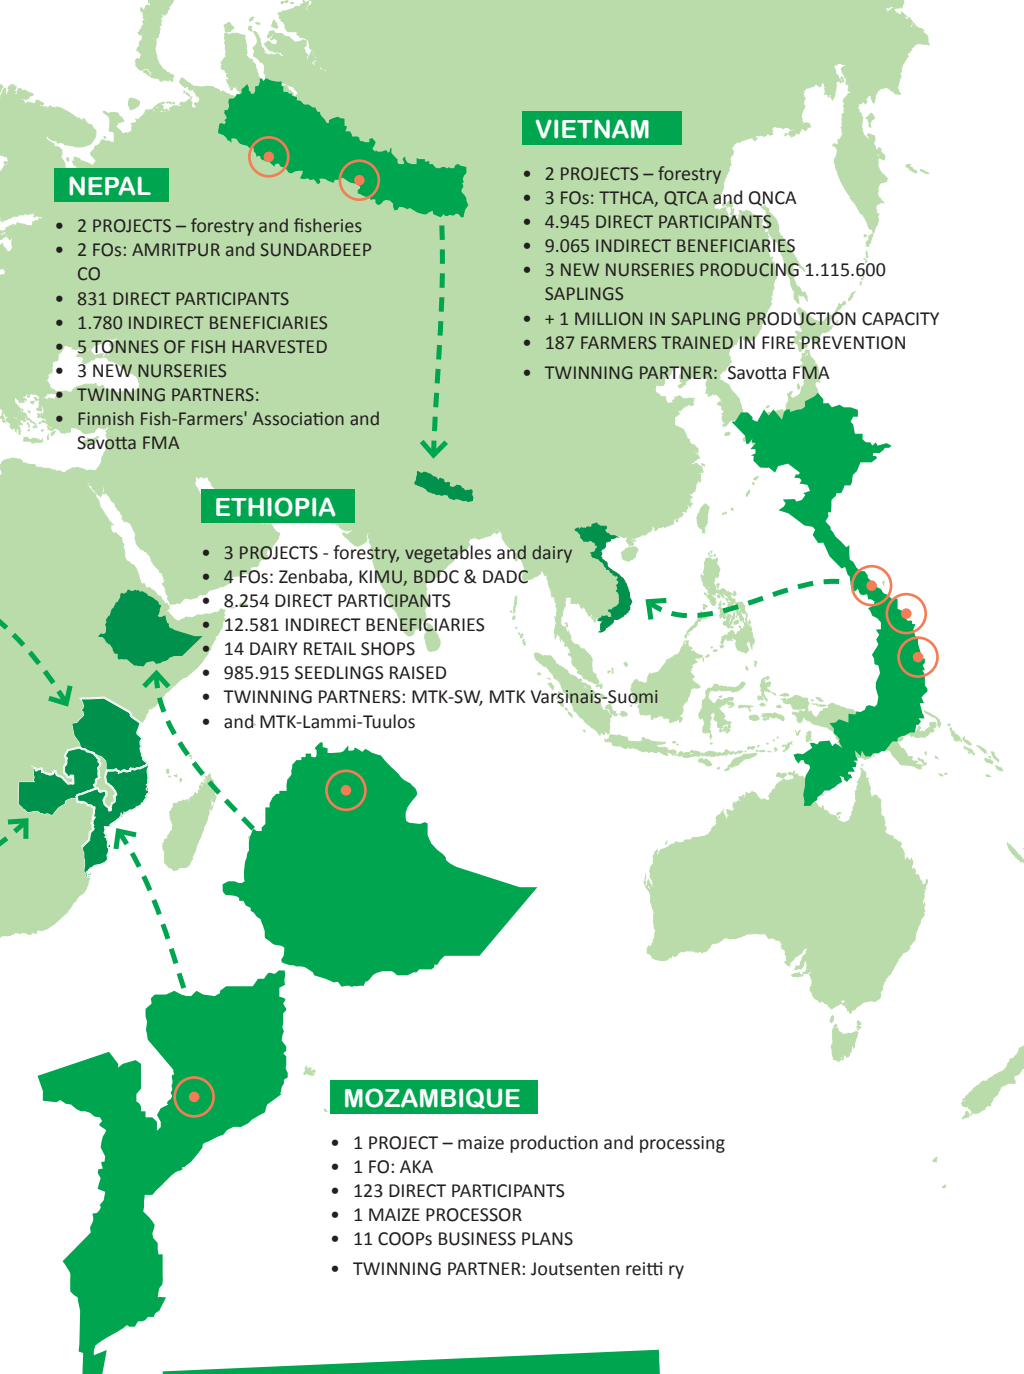 NEPAL
• 2 PROJECTS – forestry and fisheries
• 2 FOs: AMRITPUR and SUNDARDEEP
CO
• 831 DIRECT PARTICIPANTS
• 1.780 INDIRECT BENEFICIARIES
• 5 TONNES OF FISH HARVESTED
• 3 NEW NURSERIES
• TWINNING PARTNERS:
• Finnish Fish-Farmers' Association and
Savotta FMA
VIETNAM
• 2 PROJECTS – forestry
• 3 FOs: TTHCA, QTCA and QNCA
• 4.945 DIRECT PARTICIPANTS
• 9.065 INDIRECT BENEFICIARIES
• 3 NEW NURSERIES PRODUCING 1.115.600
SAPLINGS
• + 1 MILLION IN SAPLING PRODUCTION CAPACITY
• 187 FARMERS TRAINED IN FIRE PREVENTION
• TWINNING PARTNER: Savotta FMA
ETHIOPIA
• 3 PROJECTS - forestry, vegetables and dairy
• 4 FOs: Zenbaba, KIMU, BDDC & DADC
• 8.254 DIRECT PARTICIPANTS
• 12.581 INDIRECT BENEFICIARIES
• 14 DAIRY RETAIL SHOPS
• 985.915 SEEDLINGS RAISED
• TWINNING PARTNERS: MTK-SW, MTK Varsinais-Suomi
• and MTK-Lammi-Tuulos
MOZAMBIQUE
• 1 PROJECT – maize production and processing
• 1 FO: AKA
• 123 DIRECT PARTICIPANTS
• 1 MAIZE PROCESSOR
• 11 COOPs BUSINESS PLANS
• TWINNING PARTNER: Joutsenten reitti ry